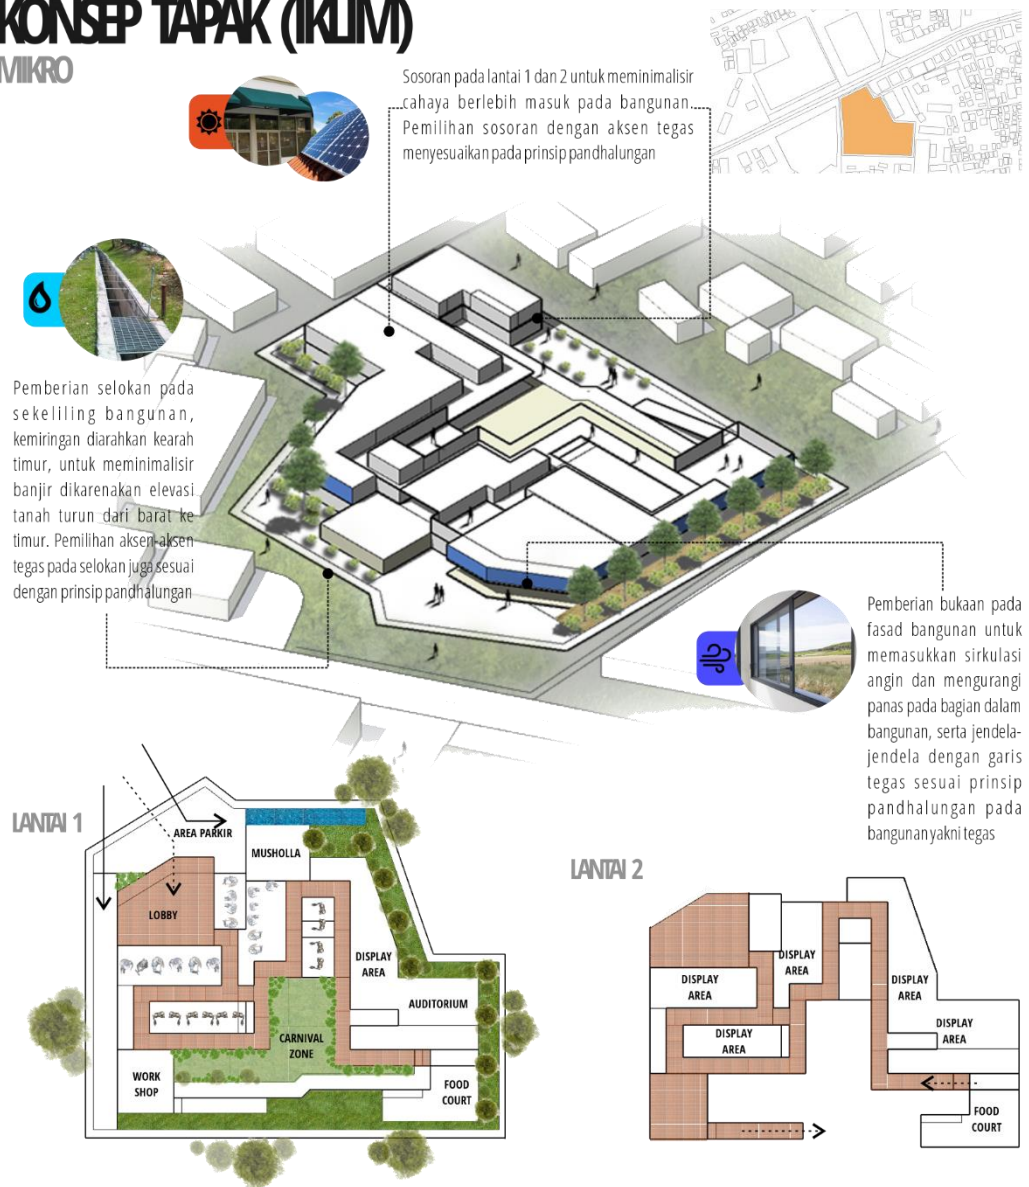 KONSEP TAPAK (IKLIM)
MIKRO
Sosoran pada lantai 1 dan 2 untuk meminimalisir
cahaya berlebih masuk pada bangunan.
Pemilihan sosoran dengan aksen tegas
menyesuaikan pada prinsip pandhalungan
Pemberian selokan pada
sekeliling bangunan,
kemiringan diarahkan kearah
timur, untuk meminimalisir
banjir dikarenakan elevasi
tanah turun dari barat ke
timur. Pemilihan aksen-aksen
tegas pada selokan juga sesuai
dengan prinsip pandhalungan
Pemberian bukaan pada
fasad bangunan untuk
memasukkan sirkulasi
angin dan mengurangi
panas pada bagian dalam
bangunan, serta jendela-
jendela dengan garis
tegas sesuai prinsip
pandhalungan pada
bangunan yakni tegas
LANTAI 1
AREA PARKIR
MUSHOLLA
LOBBY
DISPLAY
AREA
AUDITORIUM
CARNIVAL
ZONE
WORK
SHOP
FOOD
COURT
LANTAI 2
DISPLAY
AREA
DISPLAY
AREA
DISPLAY
AREA
DISPLAY
AREA
DISPLAY
AREA
FOOD
COURT